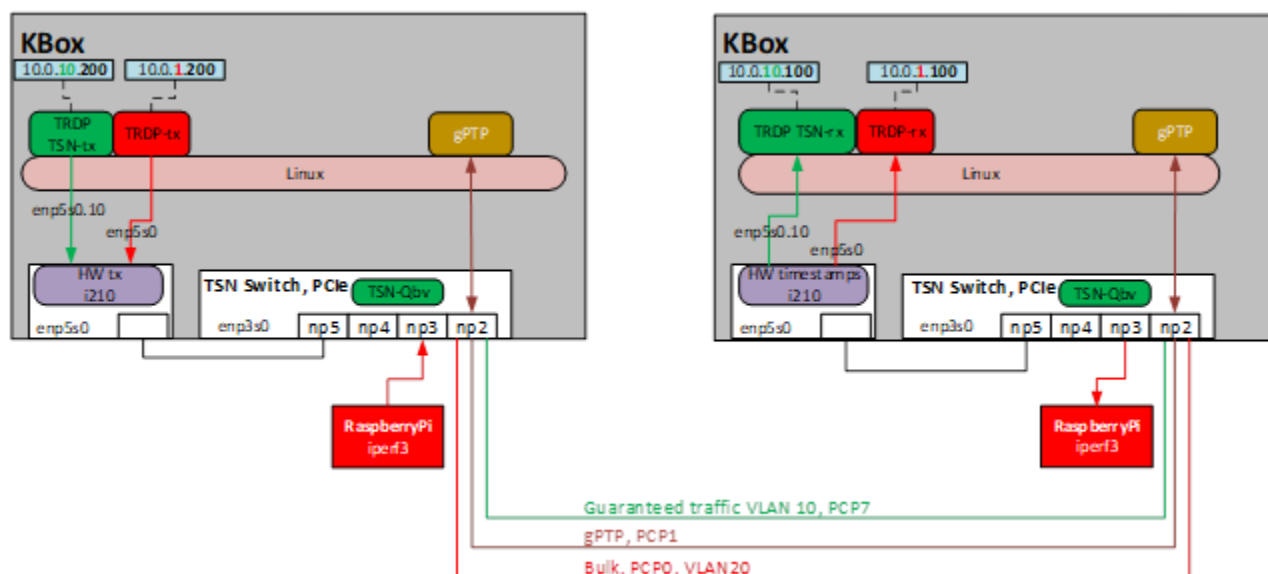 KBox
10.0.10.200
10.0.1.200
TRDP
TSN-tx
TRDP-tx
gPTP
Linux
enp5s0.10
enp5s0
HW tx
i210
enp5s0
TSN Switch, PCIe
TSN-Qbv
enp3s0
np5
np4
np3
np2
RaspberryPi
iperf3
KBox
10.0.10.100
10.0.1.100
TRDP TSN-rx
TRDP-rx
gPTP
Linux
enp5s0.10
enp5s0
HW timestamps
i210
enp5s0
TSN Switch, PCIe
TSN-Qbv
enp3s0
np5
np4
np3
np2
RaspberryPi
iperf3
Guaranteed traffic VLAN 10, PCP7
gPTP, PCP1
Bulk, PCP0, VLAN20